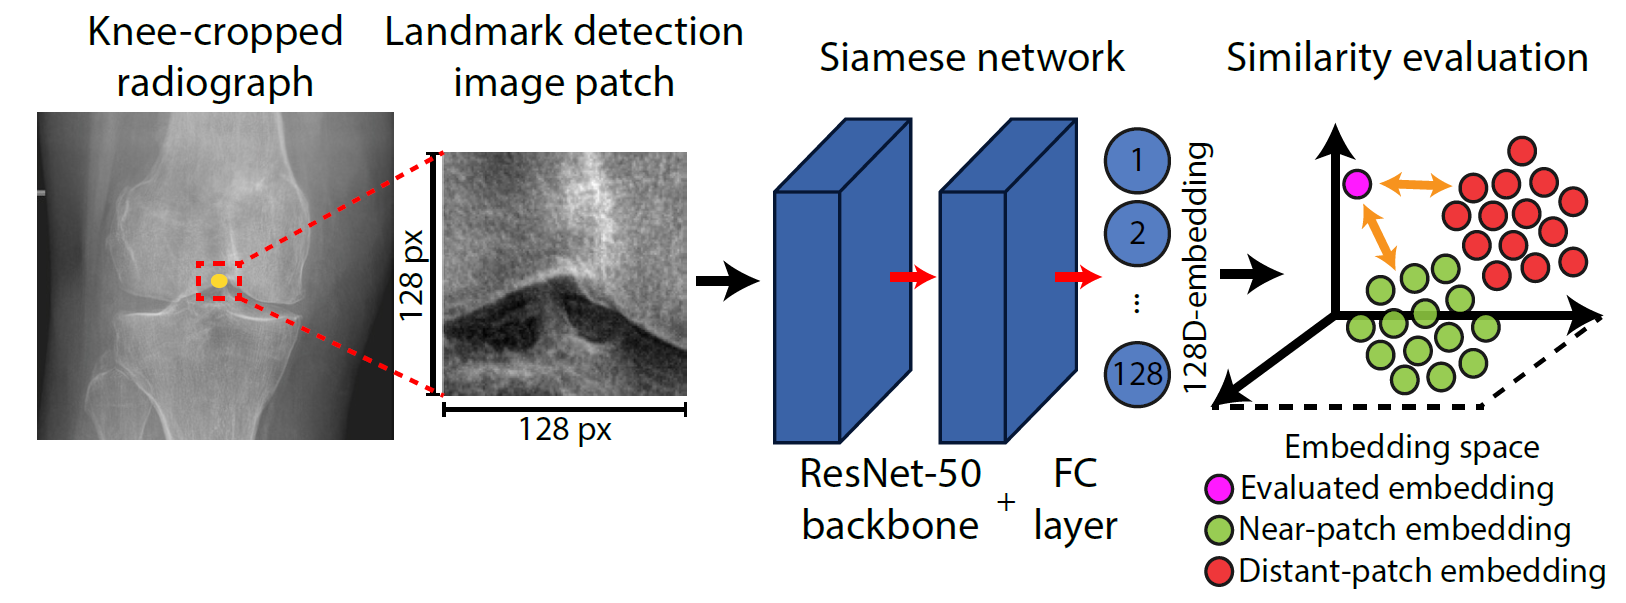 Knee-cropped
radiograph
Landmark detection
image patch
Siamese network
Similarity evaluation
128 px
128 px
1
2
...
128
128D-embedding
ResNet-50
backbone
+
FC
layer
Embedding space
Evaluated embedding
Near-patch embedding
Distant-patch embedding